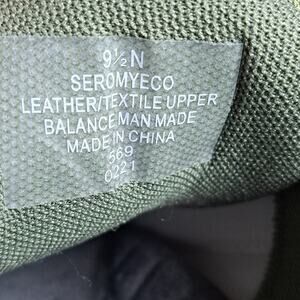 9½ N
SEROMYECO
LEATHER/TEXTILE UPPER
BALANCE MAN MADE
MADE IN CHINA
569
0221